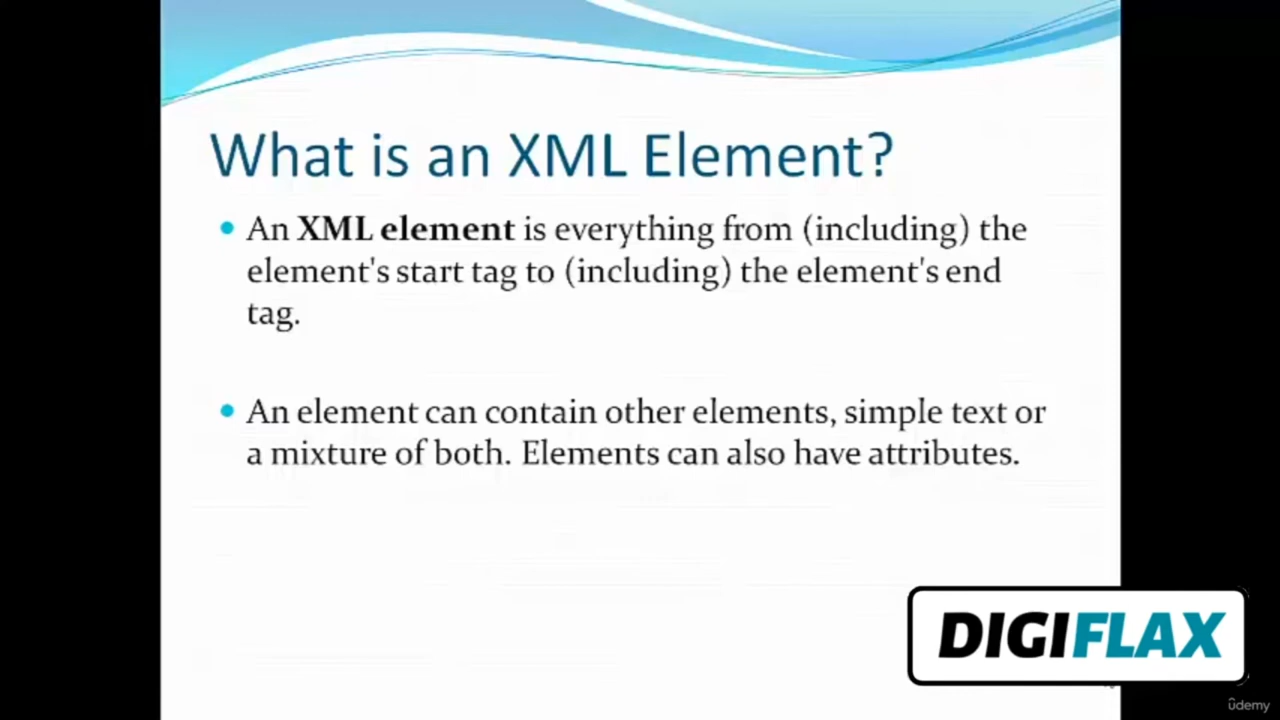 What is an XML Element?
• An XML element is everything from (including) the
element's start tag to (including) the element's end
tag.
• An element can contain other elements, simple text or
a mixture of both. Elements can also have attributes.
DIGIFLAX
ûdemy